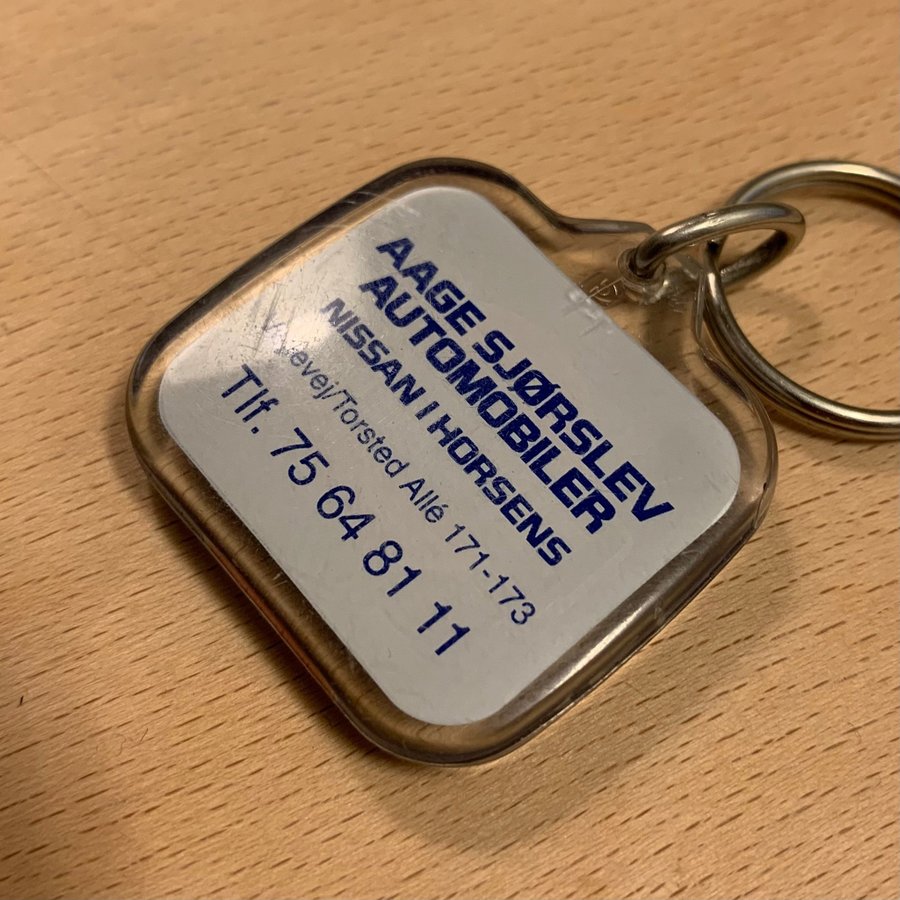 AAGE SJØRSLEV
AUTOMOBILER
NISSAN I HORSENS
Torsted Allé 171-173
Tlf. 75 64 81 11